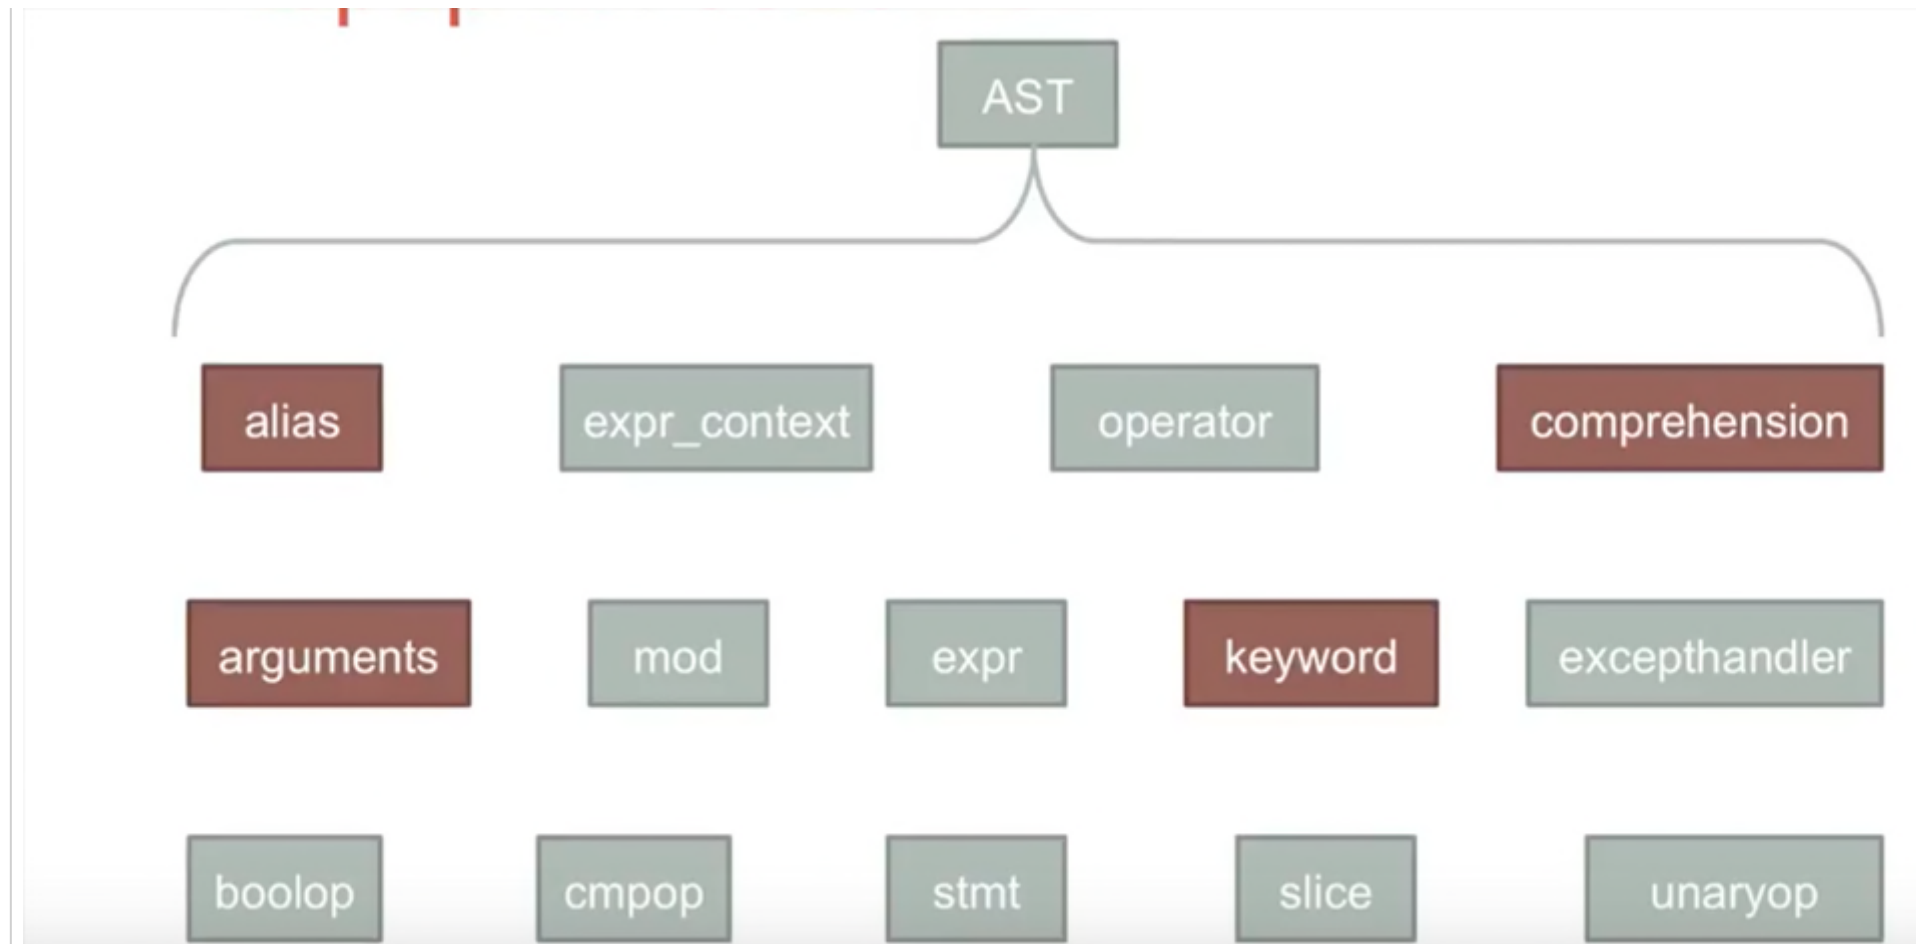 AST
alias expr_context operator comprehension
arguments mod expr keyword excepthandler
boolop cmpop stmt slice unaryop